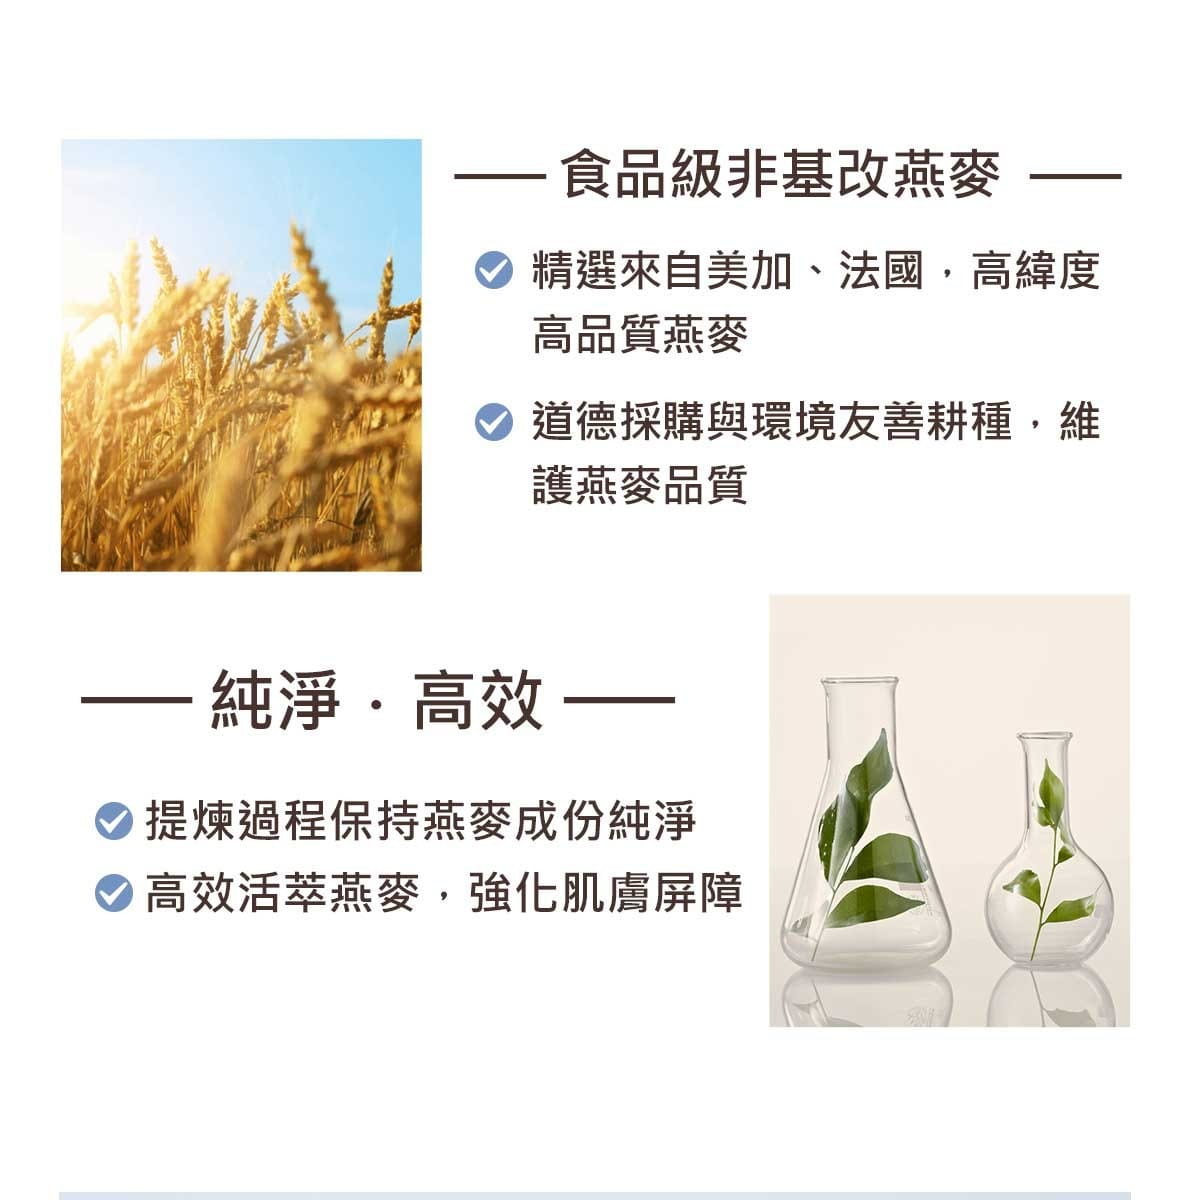 食品級非基改燕麥
精選來自美加、法國，高緯度
高品質燕麥
道德採購與環境友善耕種，維
護燕麥品質
純淨．高效
提煉過程保持燕麥成份純淨
高效活萃燕麥，強化肌膚屏障